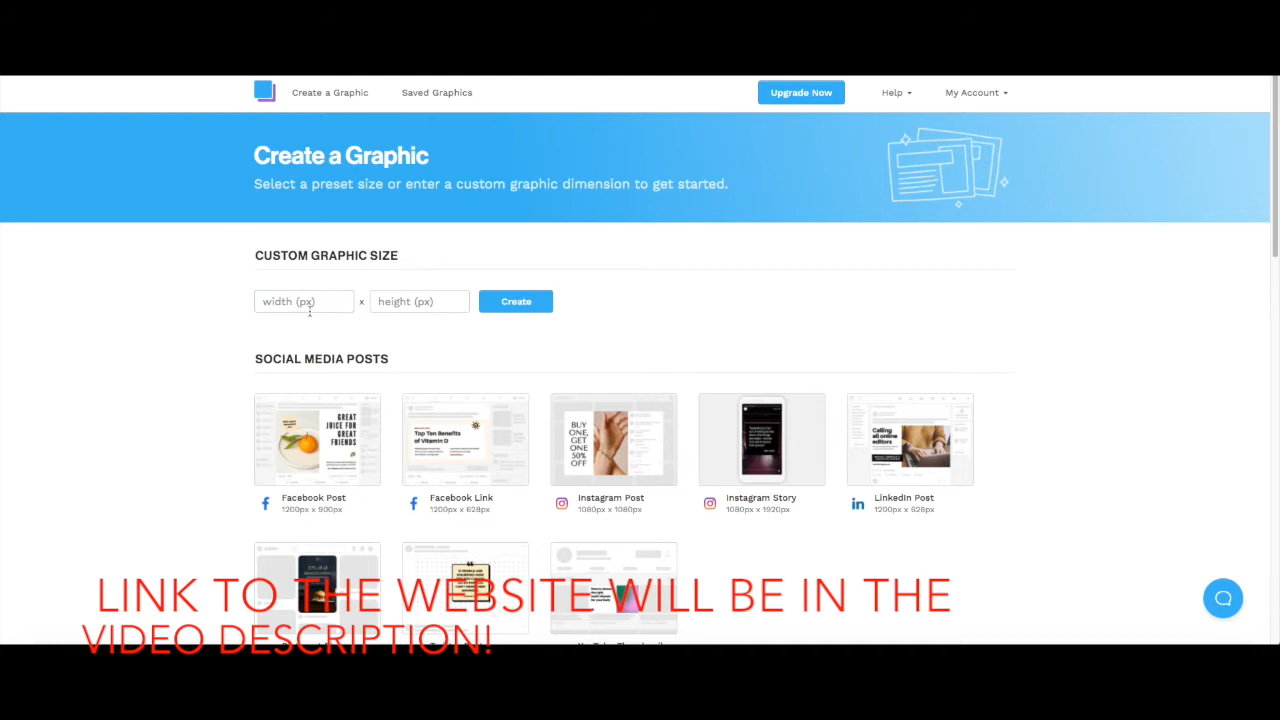 Create a Graphic
Saved Graphics
Upgrade Now
Help
My Account
Create a Graphic
Select a preset size or enter a custom graphic dimension to get started.
CUSTOM GRAPHIC SIZE
width (px)
x
height (px)
Create
SOCIAL MEDIA POSTS
GREAT
JUICE FOR
GREAT
FRIENDS
Top Ten Benefits
of Vitamin D
BUY
ONE,
GET
ONE
50%
OFF
Calling
all online
editors
Facebook Post
1200px x 900px
Facebook Link
1200px x 628px
Instagram Post
1080px x 1080px
Instagram Story
1080px x 1920px
LinkedIn Post
1200px x 628px
LINK TO THE WEBSITE WILL BE IN THE
VIDEO DESCRIPTION!